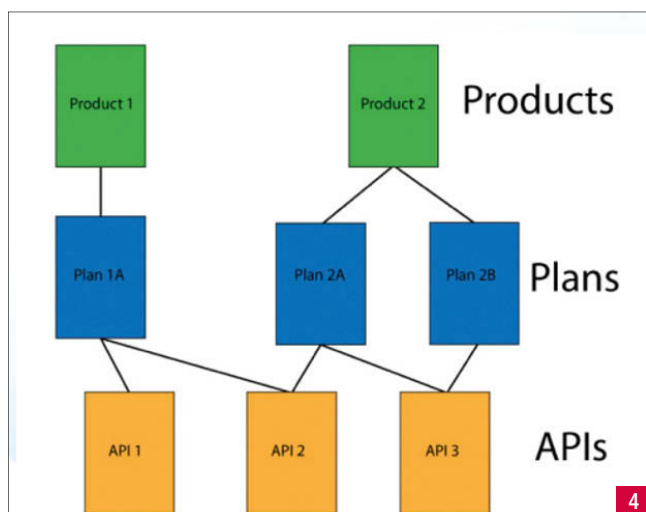 Product 1
Product 2
Products
Plan 1A
Plan 2A
Plan 2B
Plans
API 1
API 2
API 3
APIs
4